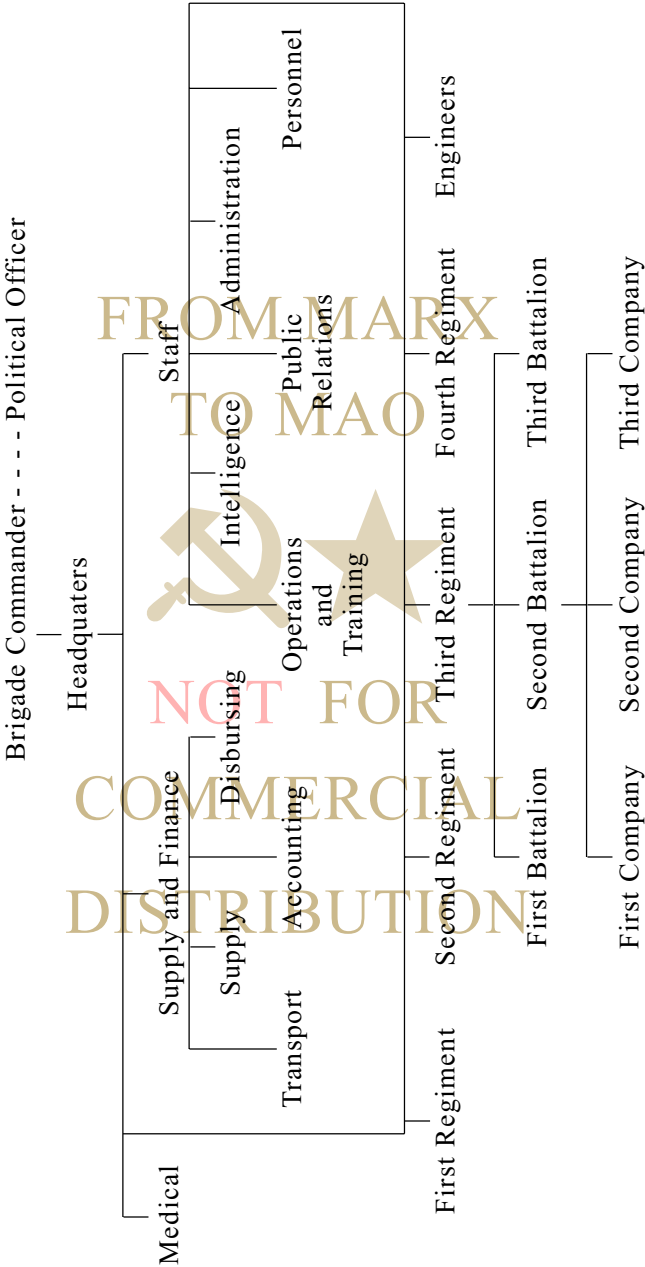 Brigade Commander - - - - Political Officer
Headquaters
Medical
Supply and Finance
Staff
Transport
Supply
Accounting
Disbursing
Operations
and
Training
Intelligence
Public
Relations
Administration
Personnel
First Regiment
Second Regiment
Third Regiment
Fourth Regiment
Engineers
First Battalion
Second Battalion
Third Battalion
First Company
Second Company
Third Company
FROM MARX
TO MAO
NOT FOR
COMMERCIAL
DISTRIBUTION